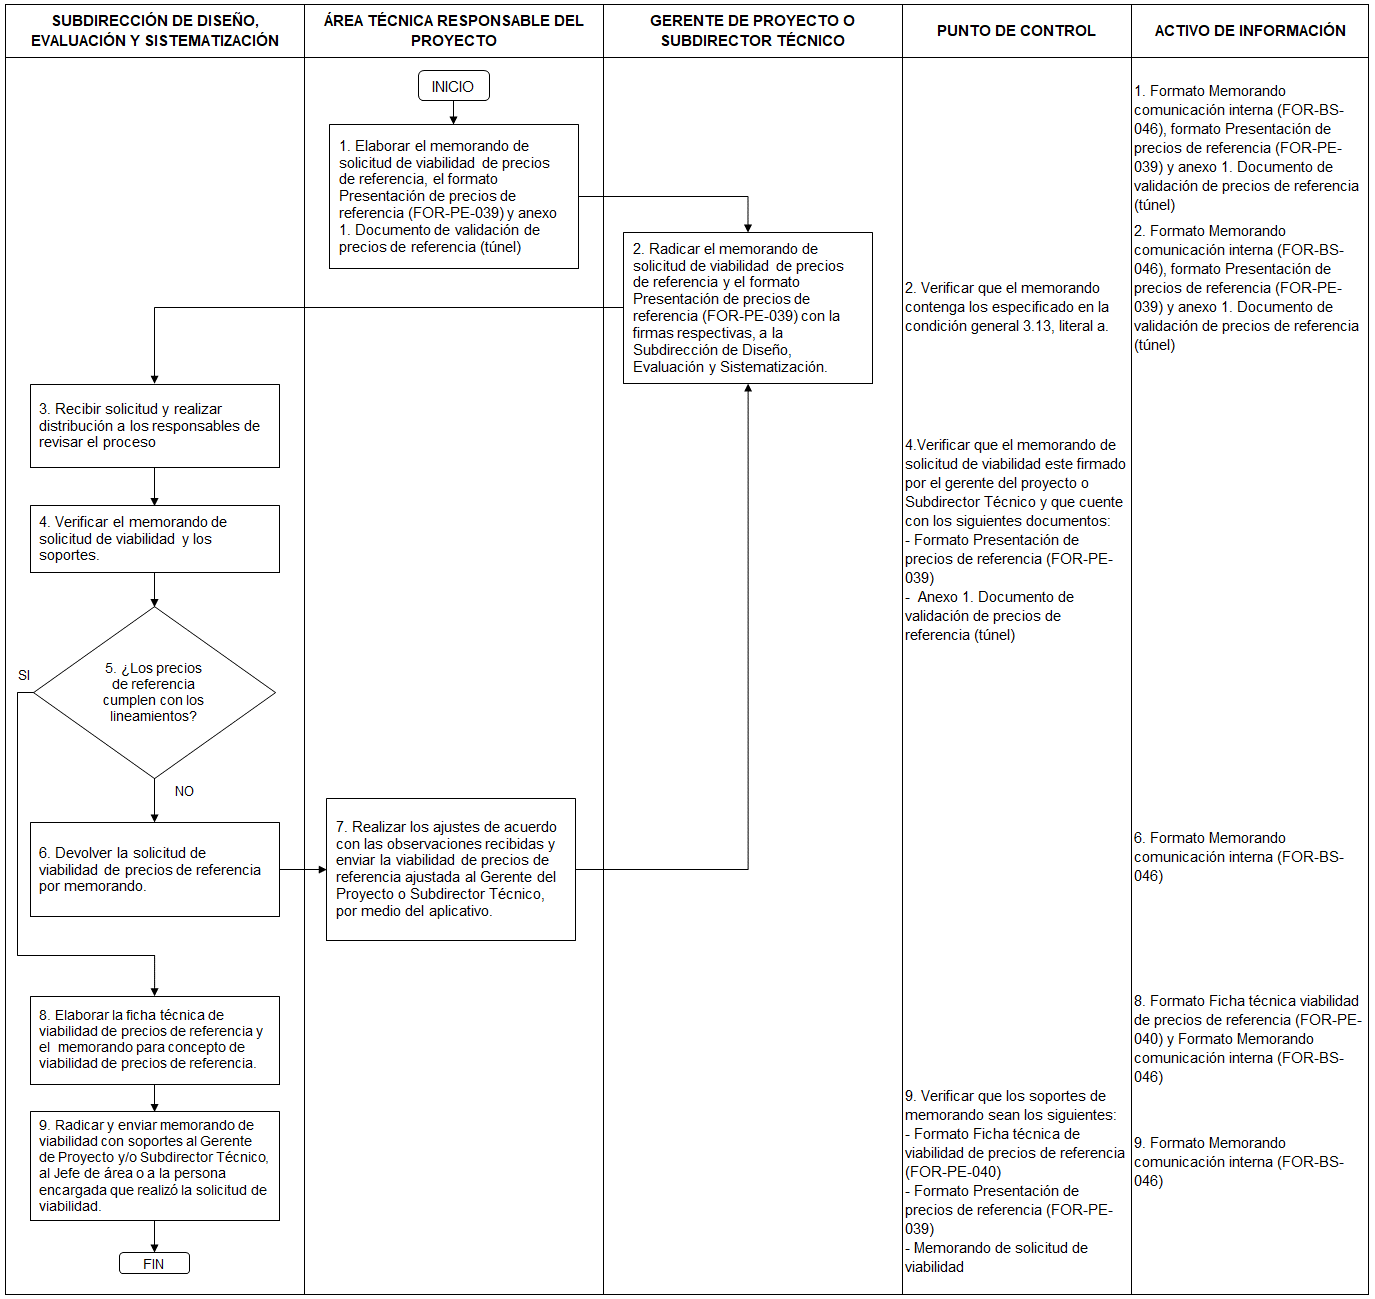 SUBDIRECCIÓN DE DISEÑO,
EVALUACIÓN Y SISTEMATIZACIÓN
ÁREA TÉCNICA RESPONSABLE DEL
PROYECTO
GERENTE DE PROYECTO O
SUBDIRECTOR TÉCNICO
PUNTO DE CONTROL
ACTIVO DE INFORMACIÓN
INICIO
1. Elaborar el memorando de
solicitud de viabilidad de precios
de referencia, el formato
Presentación de precios de
referencia (FOR-PE-039) y anexo
1. Documento de validación de
precios de referencia (túnel)
1. Formato Memorando
comunicación interna (FOR-BS-
046), formato Presentación de
precios de referencia (FOR-PE-
039) y anexo 1. Documento de
validación de precios de referencia
(túnel)
2. Radicar el memorando de
solicitud de viabilidad de precios
de referencia y el formato
Presentación de precios de
referencia (FOR-PE-039) con la
firmas respectivas, a la
Subdirección de Diseño,
Evaluación y Sistematización.
2. Verificar que el memorando
contenga los especificado en la
condición general 3.13, literal a.
2. Formato Memorando
comunicación interna (FOR-BS-
046), formato Presentación de
precios de referencia (FOR-PE-
039) y anexo 1. Documento de
validación de precios de referencia
(túnel)
3. Recibir solicitud y realizar
distribución a los responsables de
revisar el proceso
4. Verificar el memorando de
solicitud de viabilidad y los
soportes.
4.Verificar que el memorando de
solicitud de viabilidad este firmado
por el gerente del proyecto o
Subdirector Técnico y que cuente
con los siguientes documentos:
- Formato Presentación de
precios de referencia (FOR-PE-
039)
- Anexo 1. Documento de
validación de precios de
referencia (túnel)
5. ¿Los precios
de referencia
cumplen con los
lineamientos?
SI
NO
6. Devolver la solicitud de
viabilidad de precios de referencia
por memorando.
7. Realizar los ajustes de acuerdo
con las observaciones recibidas y
enviar la viabilidad de precios de
referencia ajustada al Gerente del
Proyecto o Subdirector Técnico,
por medio del aplicativo.
6. Formato Memorando
comunicación interna (FOR-BS-
046)
8. Elaborar la ficha técnica de
viabilidad de precios de referencia y
el memorando para concepto de
viabilidad de precios de referencia.
8. Formato Ficha técnica viabilidad
de precios de referencia (FOR-PE-
040) y Formato Memorando
comunicación interna (FOR-BS-
046)
9. Radicar y enviar memorando de
viabilidad con soportes al Gerente
de Proyecto y/o Subdirector Técnico,
al Jefe de área o a la persona
encargada que realizó la solicitud de
viabilidad.
9. Verificar que los soportes de
memorando sean los siguientes:
- Formato Ficha técnica de
viabilidad de precios de referencia
(FOR-PE-040)
- Formato Presentación de
precios de referencia (FOR-PE-
039)
- Memorando de solicitud de
viabilidad
9. Formato Memorando
comunicación interna (FOR-BS-
046)
FIN